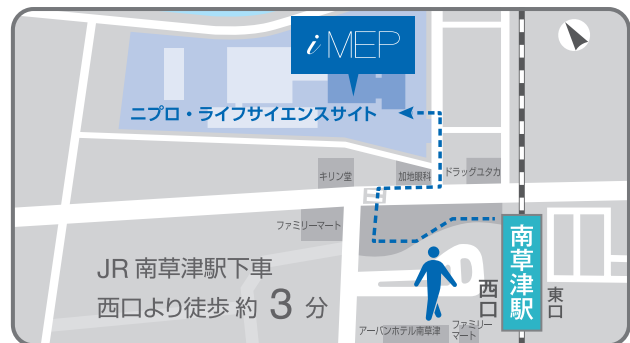 i MEP
ニプロ・ライフサイエンスサイト
キリン堂
加地眼科
ドラッグユタカ
ファミリーマート
JR 南草津駅下車
西口より徒歩 約 3 分
南草津駅
西口
東口
アーバンホテル南草津
ファミリー
マート